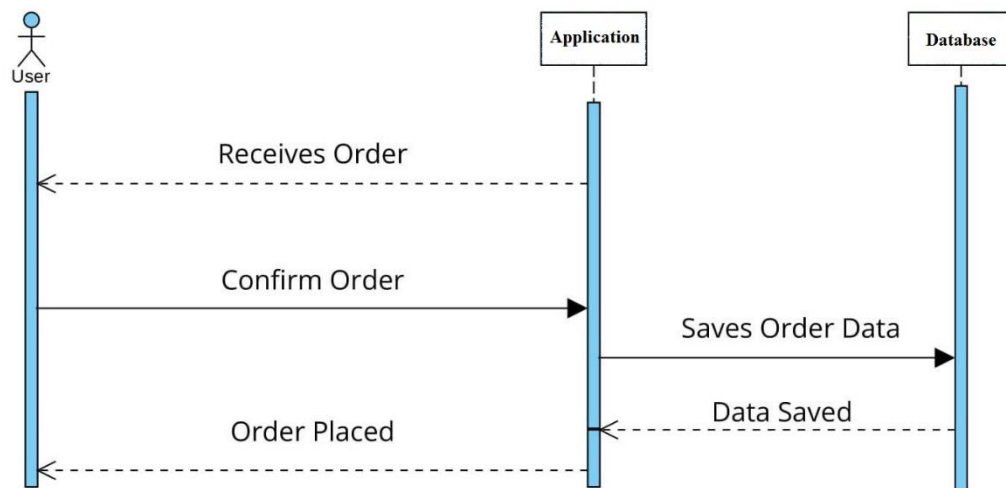 User
Application
Database
Receives Order
Confirm Order
Saves Order Data
Data Saved
Order Placed